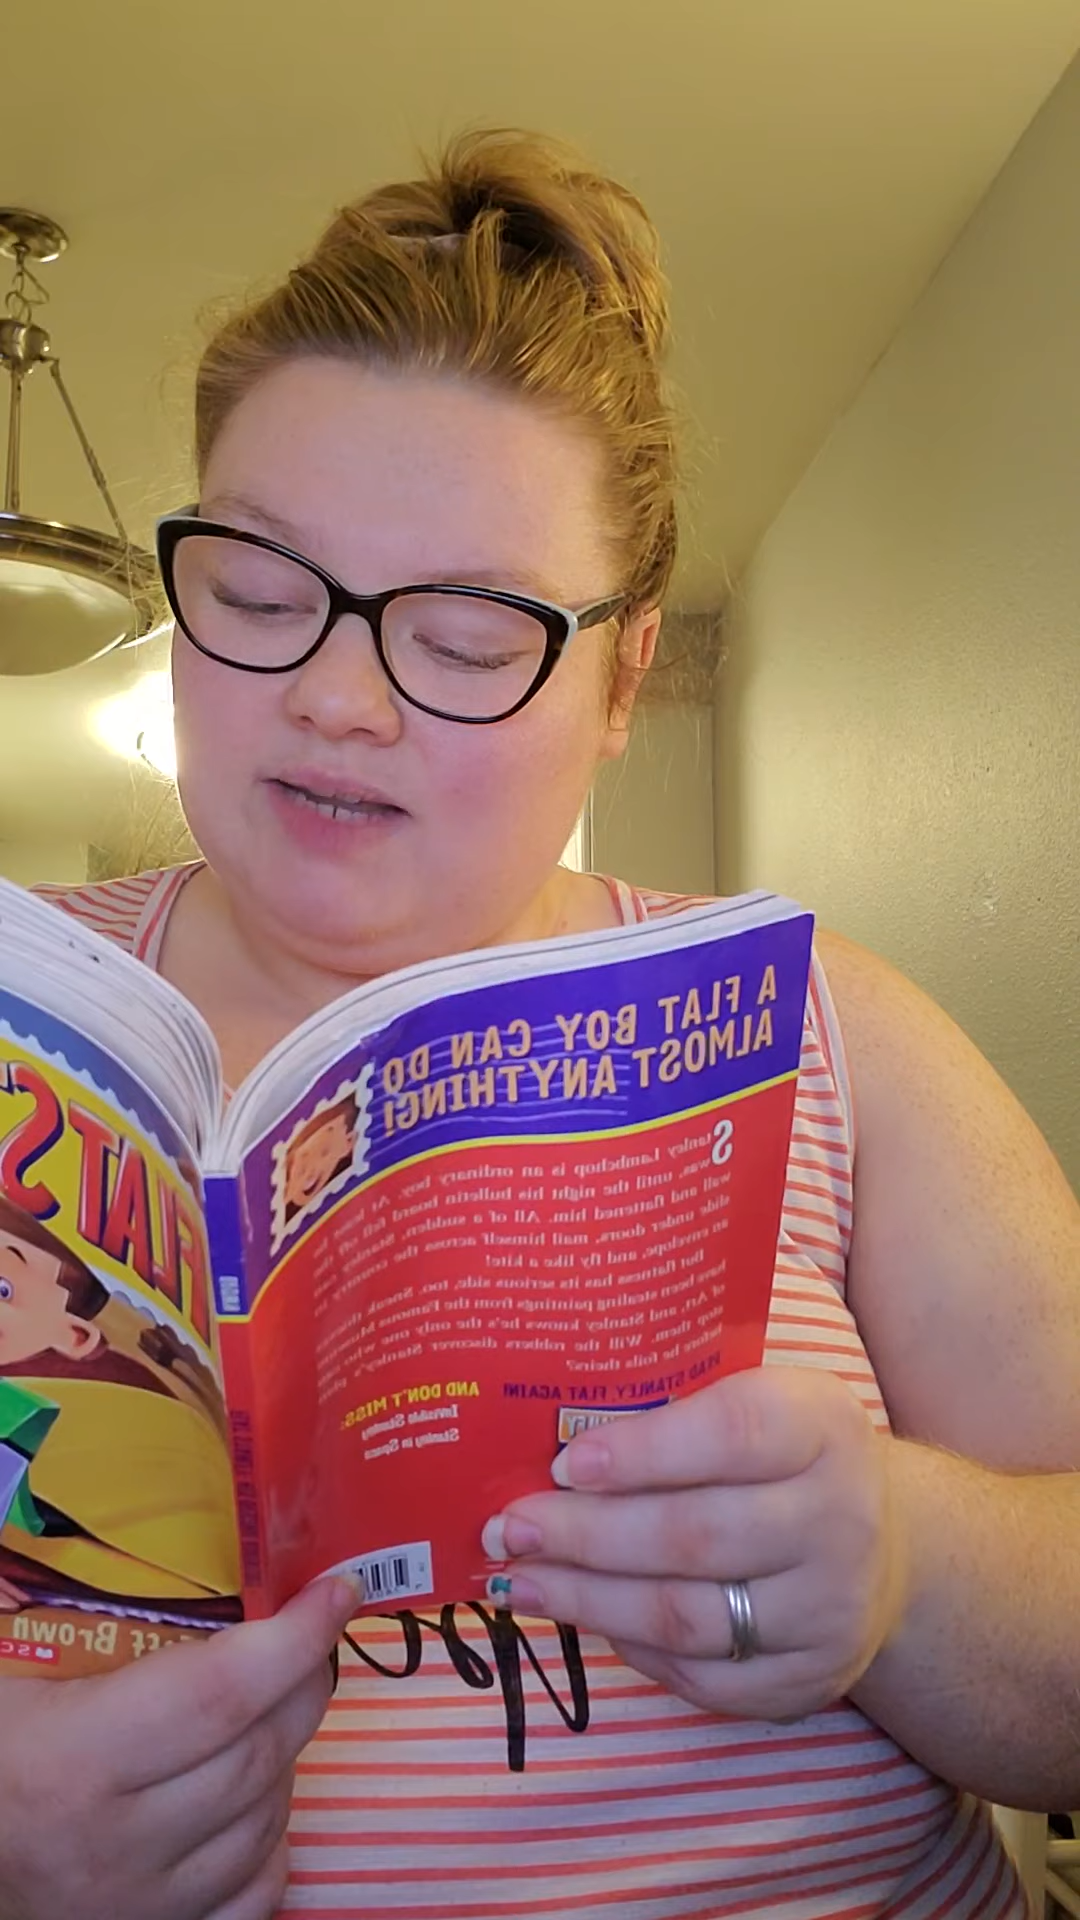 FLAT S
Jeff Brown
SC
A FLAT BOY CAN DO
ALMOST ANYTHING!
Stanley Lambchop is an ordinary boy. At least he
was, until the night his bulletin board fell off the
wall and flattened him. All of a sudden, Stanley can
slide under doors, mail himself across the country in
an envelope, and fly like a kite!
But flatness has its serious side, too. Sneak thieves
have been stealing paintings from the Famous Museum
of Art, and Stanley knows he's the only one who can
stop them. Will the robbers discover Stanley's plan
before he foils theirs?
READ STANLEY, FLAT AGAIN!
AND DON'T MISS:
Invisible Stanley
Stanley in Space